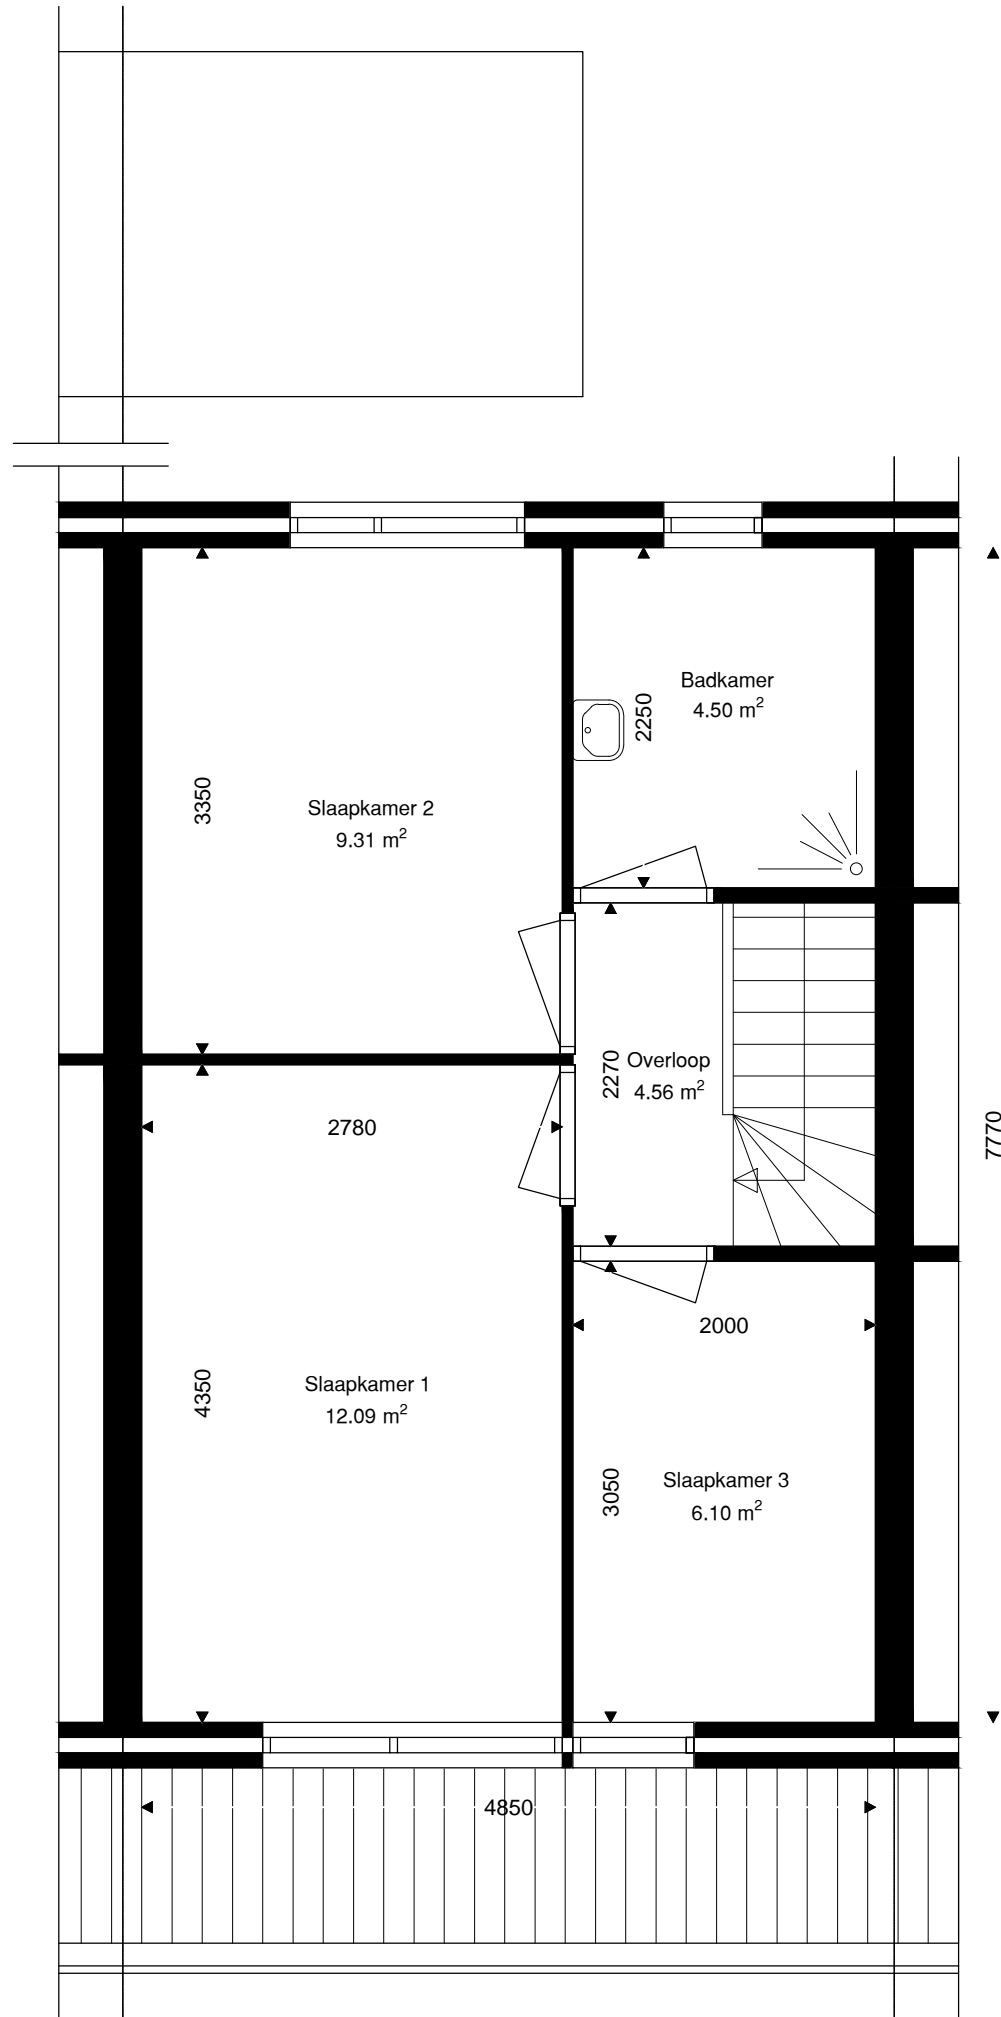 Badkamer
4.50 m²
2250
3350
Slaapkamer 2
9.31 m²
2270
Overloop
4.56 m²
2780
7770
2000
4350
Slaapkamer 1
12.09 m²
3050
Slaapkamer 3
6.10 m²
4850